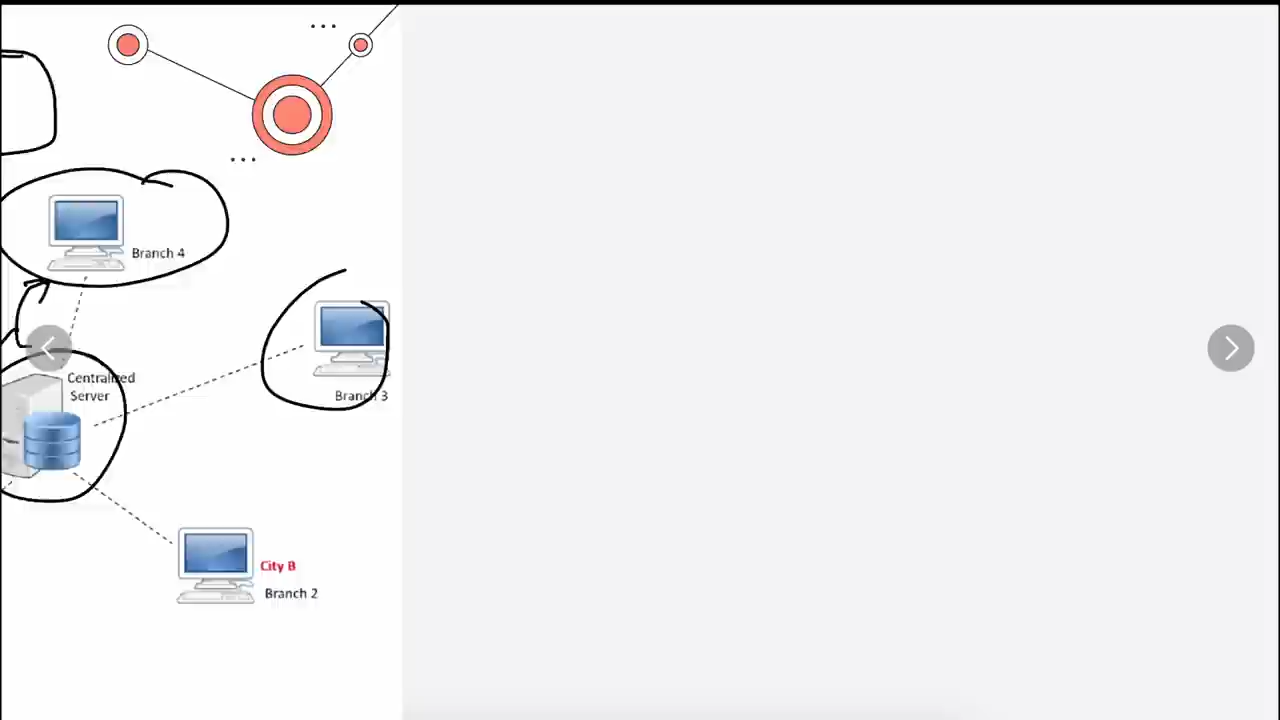 Branch 4
Centralized
Server
Branch 3
City B
Branch 2